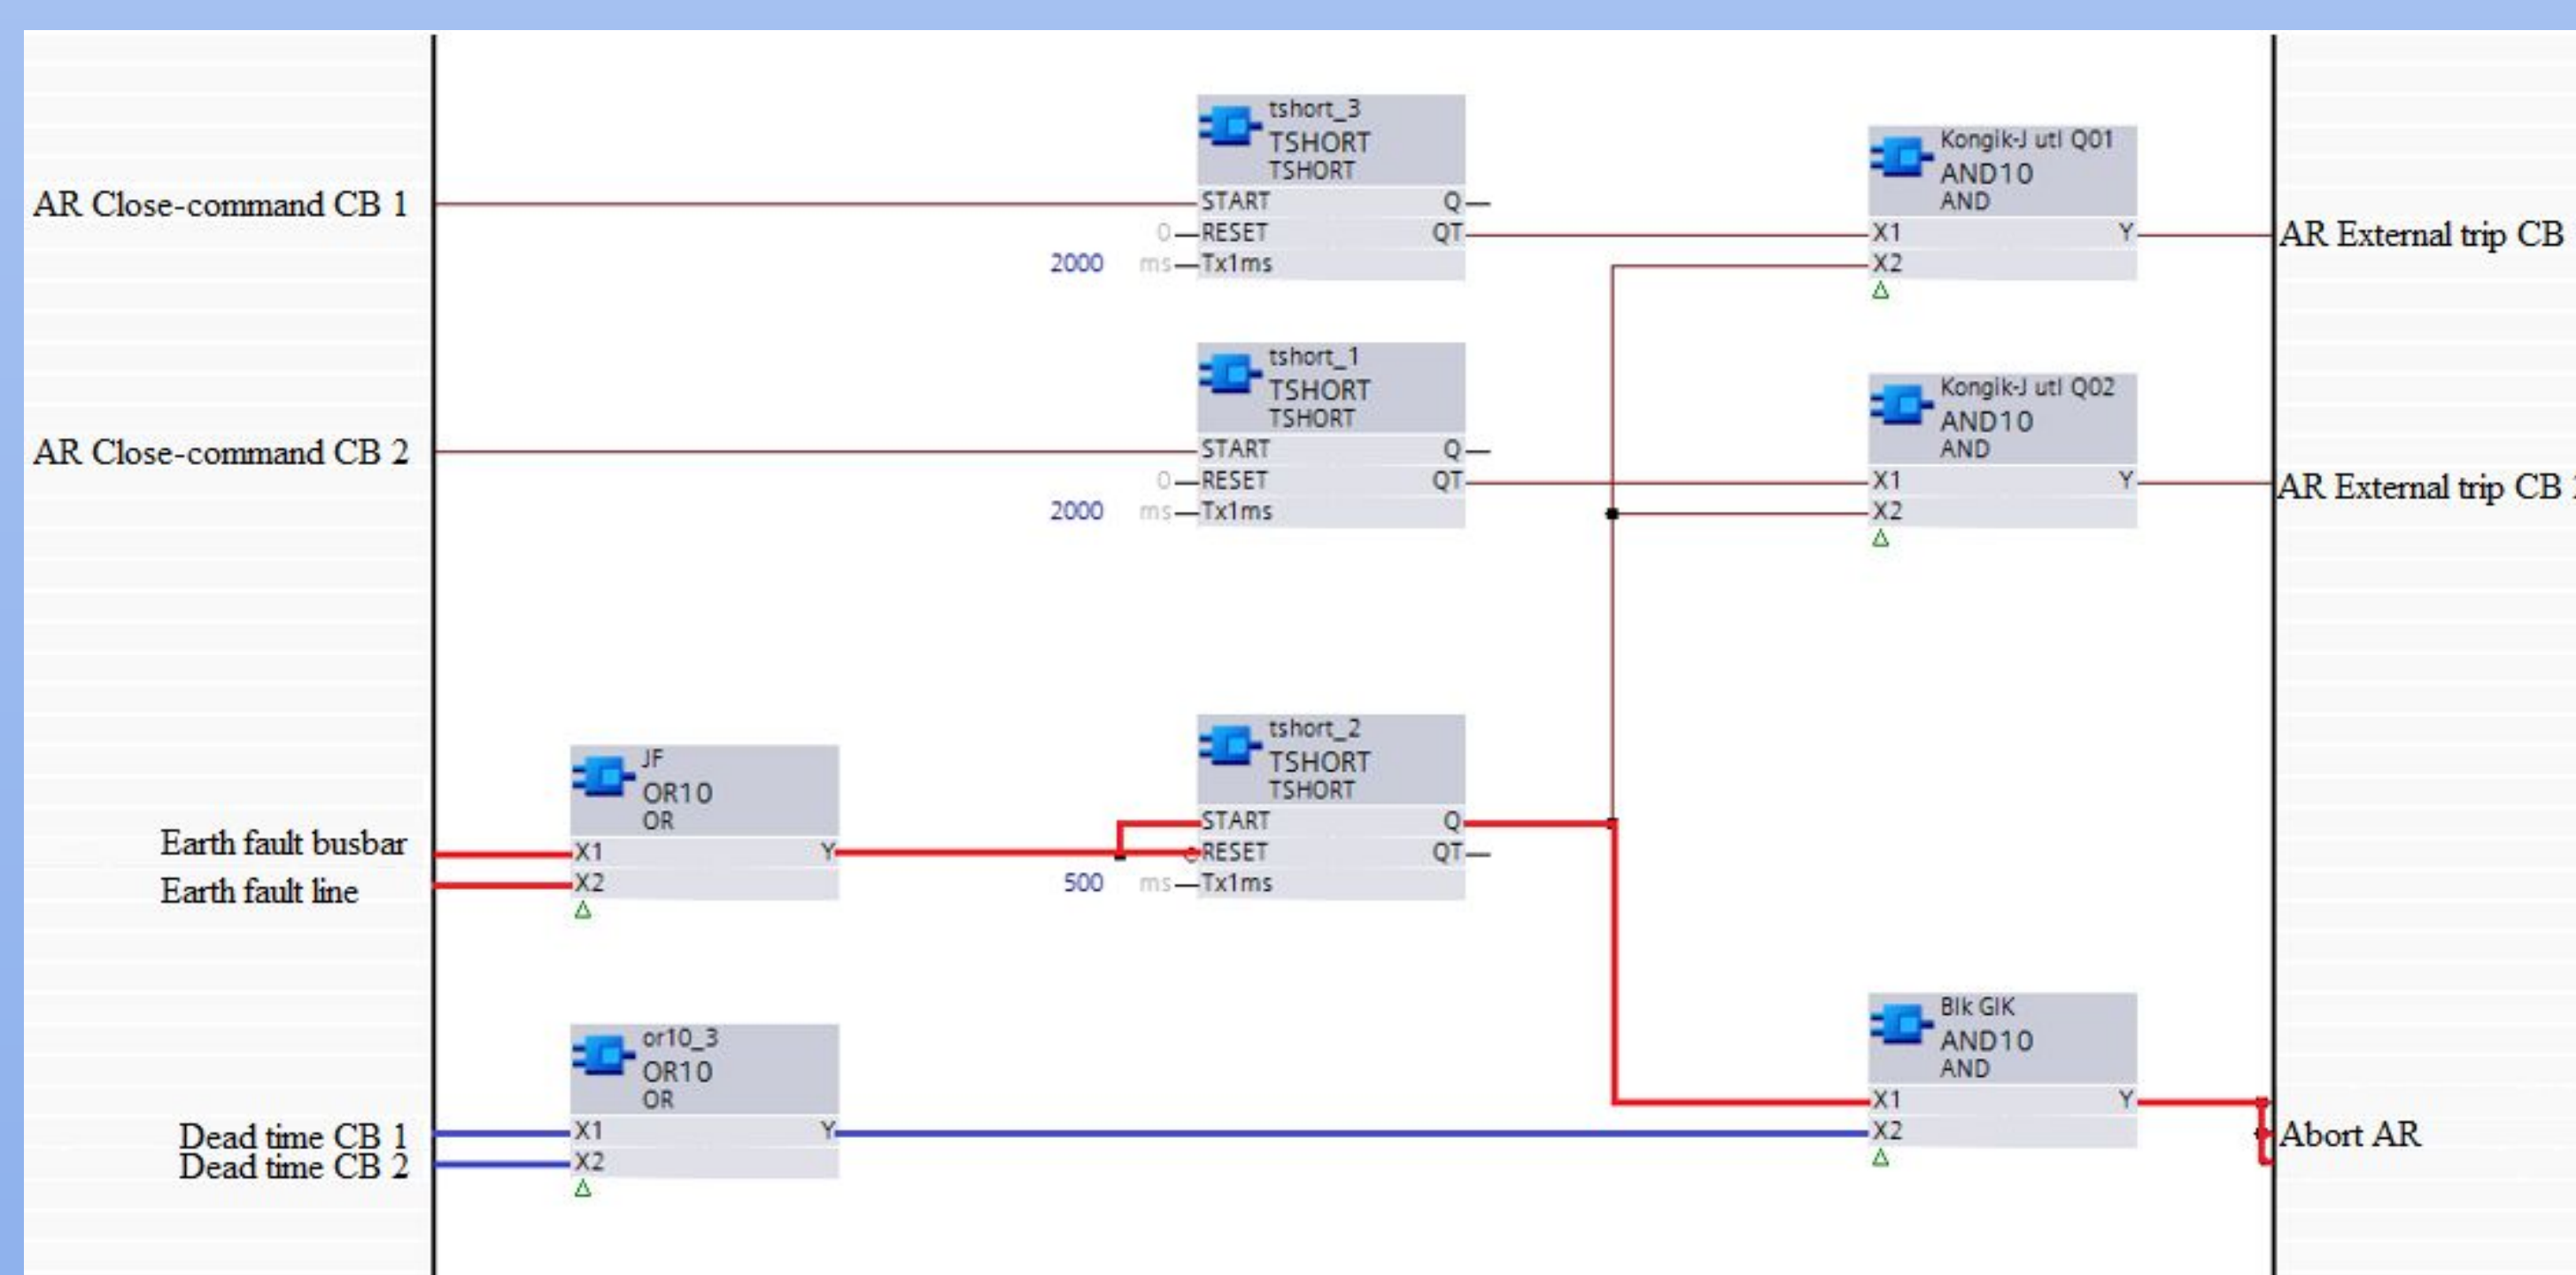 tshort_3
TSHORT
TSHORT
Kongik-J utl Q01
AND10
AND
AR Close-command CB 1
START Q
0 RESET QT
2000 ms Tx1ms
X1 Y
X2
AR External trip CB
tshort_1
TSHORT
TSHORT
Kongik-J utl Q02
AND10
AND
AR Close-command CB 2
START Q
0 RESET QT
2000 ms Tx1ms
X1 Y
X2
AR External trip CB
JF
OR10
OR
tshort_2
TSHORT
TSHORT
Earth fault busbar
Earth fault line
X1 Y
X2
START Q
RESET QT
500 ms Tx1ms
or10_3
OR10
OR
Blk GIK
AND10
AND
Dead time CB 1
Dead time CB 2
X1 Y
X2
X1 Y
X2
Abort AR